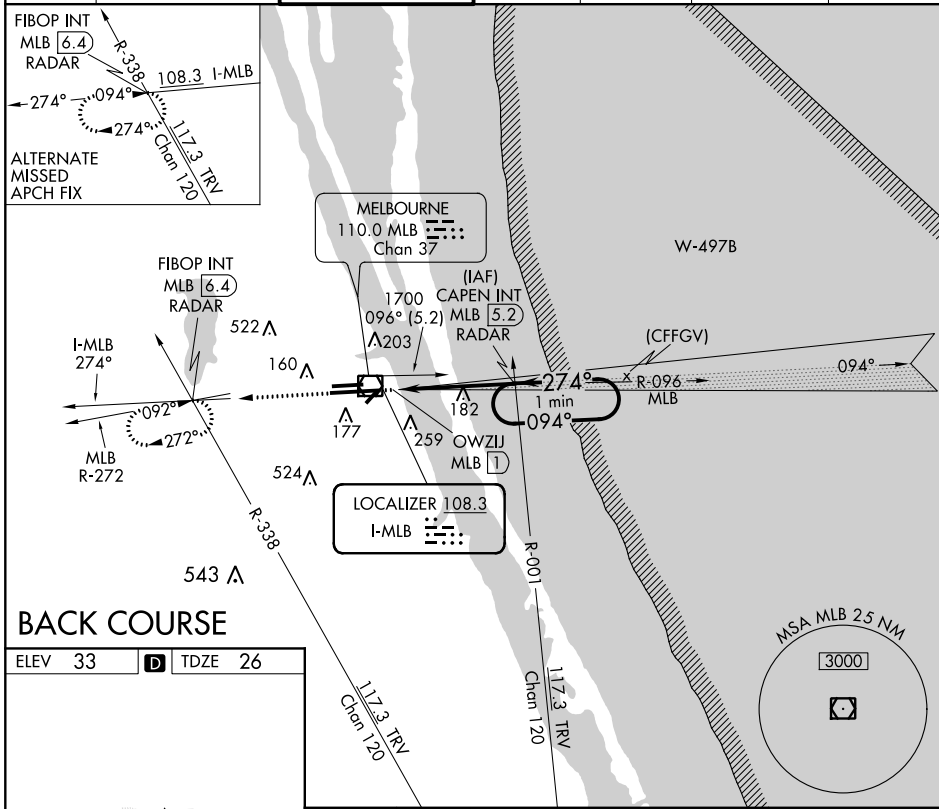 FIBOP INT
MLB 6.4
RADAR
R-338
108.3 I-MLB
274°
094°
274°
117.3 TRV
Chan 120
ALTERNATE
MISSED
APCH FIX
MELBOURNE
110.0 MLB
Chan 37
W-497B
FIBOP INT
MLB 6.4
RADAR
(IAF)
CAPEN INT
MLB 5.2
RADAR
1700
096° (5.2)
522
203
(CFFGV)
I-MLB
274°
160
094°
274°
R-096
MLB
1 min
094°
182
092°
272°
177
259
OWZIJ
MLB 1
MLB
R-272
524
LOCALIZER 108.3
I-MLB
R-338
R-001
543
BACK COURSE
MSA MLB 25 NM
3000
ELEV 33
D
TDZE 26
117.3 TRV
Chan 120
117.3 TRV
Chan 120